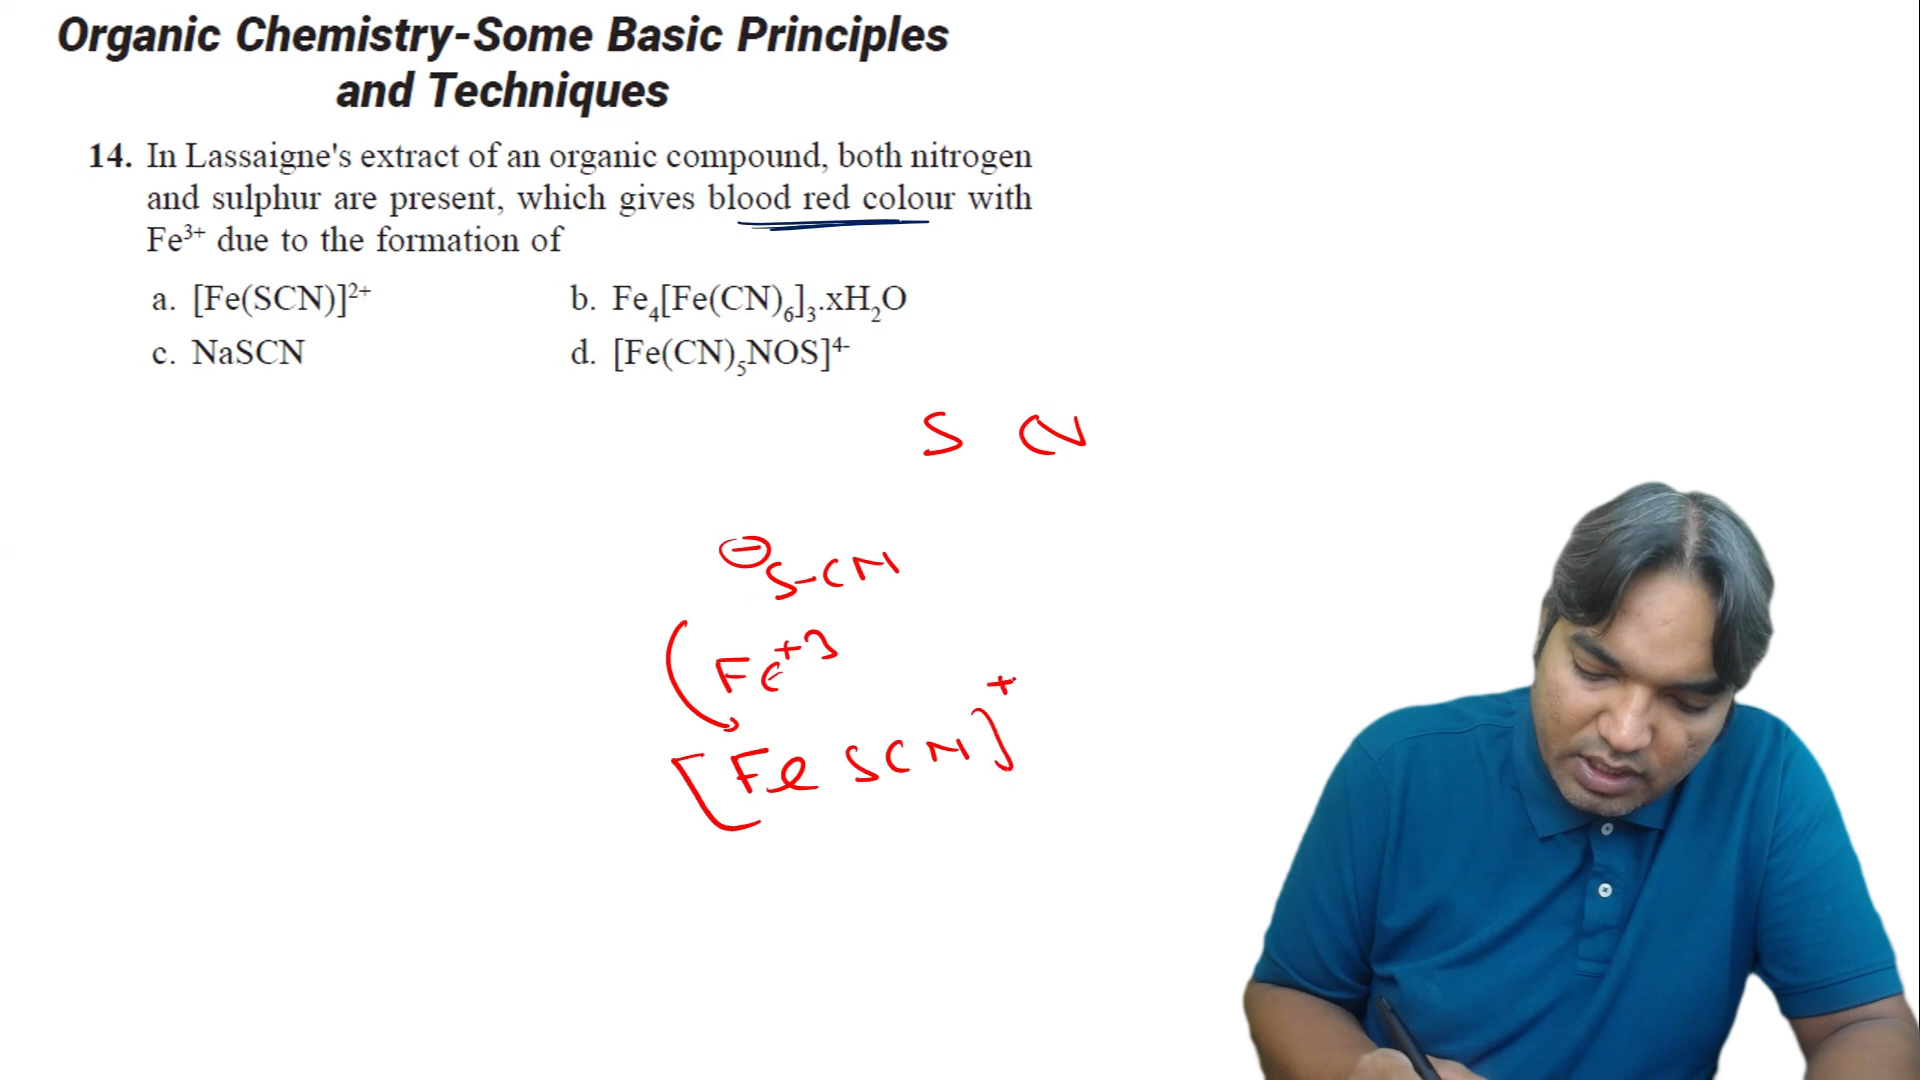 Organic Chemistry-Some Basic Principles
and Techniques
14. In Lassaigne's extract of an organic compound, both nitrogen
and sulphur are present, which gives blood red colour with
Fe³⁺ due to the formation of
a. [Fe(SCN)]²⁺ b. Fe₄[Fe(CN)₆]₃.xH₂O
c. NaSCN d. [Fe(CN)₅NOS]⁴⁻
S CN
⊖S-CN
Fe⁺³
[Fe SCN]⁺